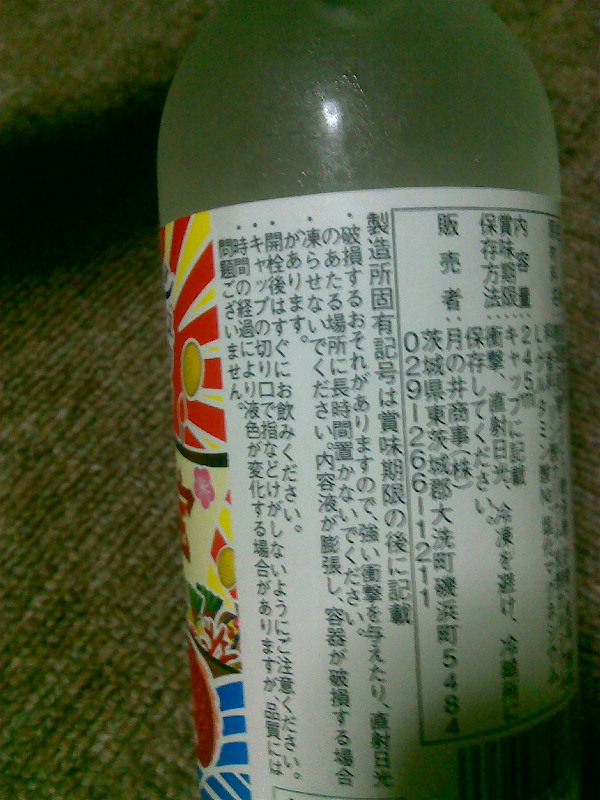 内容量：245ml
賞味期限：キャップに記載
保存方法：衝撃、直射日光、冷凍を避け、冷暗所に
保存してください。
販売者：月の井商事（株）
茨城県東茨城郡大洗町磯浜町5484
029-266-1211
製造所固有記号は賞味期限の後に記載
・破損するおそれがありますので、強い衝撃を与えたり、直射日光
のあたる場所に長時間置かないでください。
・凍らせないでください。内容液が膨張し、容器が破損する場合
があります。
・開栓後はすぐにお飲みください。
・キャップの切り口で指などけがしないようにご注意ください。
・時間の経過により液色が変化する場合がありますが、品質には
問題ございません。